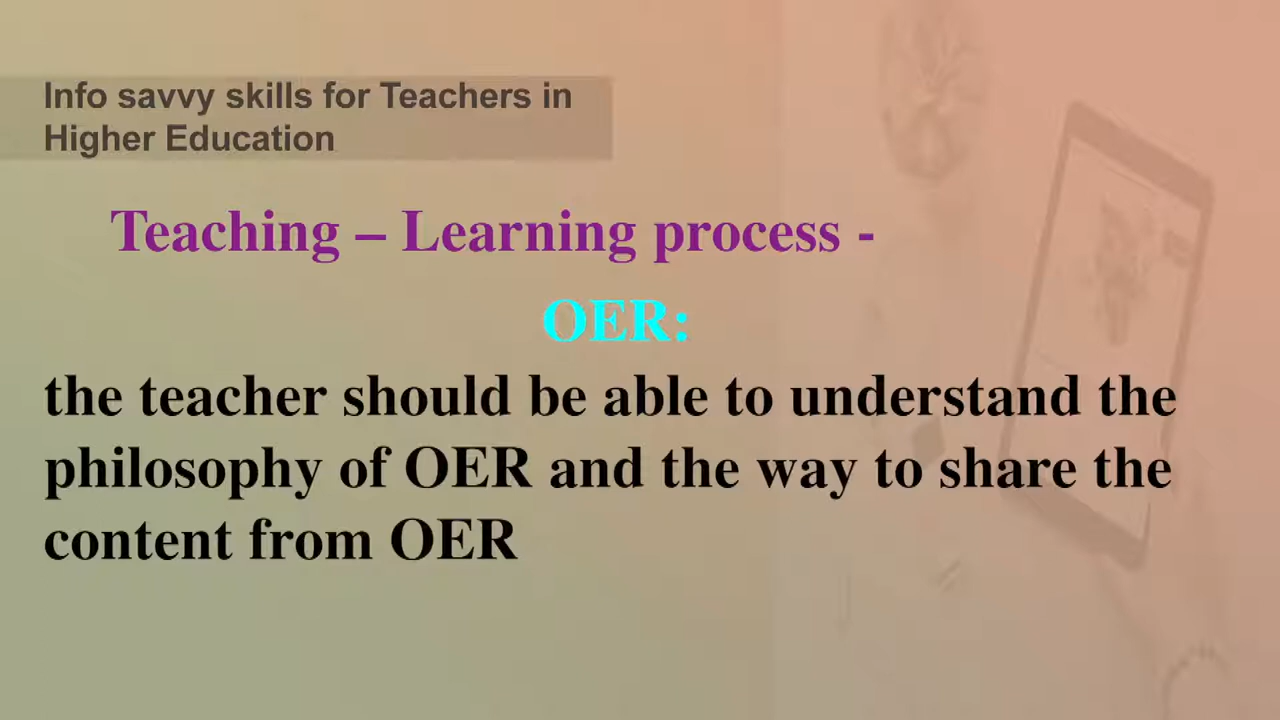 Info savvy skills for Teachers in
Higher Education
Teaching – Learning process -
OER:
the teacher should be able to understand the
philosophy of OER and the way to share the
content from OER